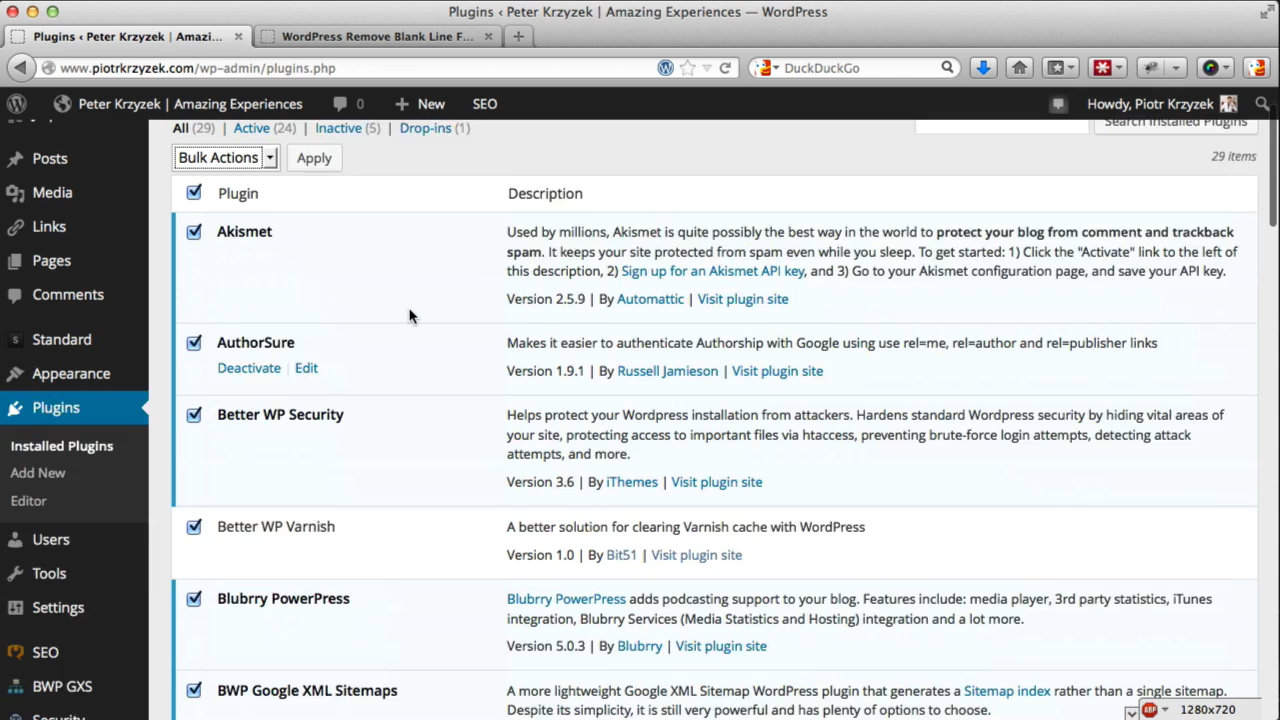 Plugins ‹ Peter Krzyzek | Amazing Experiences — WordPress
Plugins ‹ Peter Krzyzek | Amazi...
WordPress Remove Blank Line F...
www.piotrkrzyzek.com/wp-admin/plugins.php
DuckDuckGo
Peter Krzyzek | Amazing Experiences
0
New
SEO
Howdy, Piotr Krzyzek
All (29) | Active (24) | Inactive (5) | Drop-ins (1)
Search Installed Plugins
Bulk Actions
Apply
29 items
Posts
Media
Links
Pages
Comments
Standard
Appearance
Plugins
Installed Plugins
Add New
Editor
Users
Tools
Settings
SEO
BWP GXS
Security
Plugin
Description
Akismet
Used by millions, Akismet is quite possibly the best way in the world to protect your blog from comment and trackback
spam. It keeps your site protected from spam even while you sleep. To get started: 1) Click the "Activate" link to the left of
this description, 2) Sign up for an Akismet API key, and 3) Go to your Akismet configuration page, and save your API key.
Version 2.5.9 | By Automattic | Visit plugin site
AuthorSure
Deactivate | Edit
Makes it easier to authenticate Authorship with Google using use rel=me, rel=author and rel=publisher links
Version 1.9.1 | By Russell Jamieson | Visit plugin site
Better WP Security
Helps protect your Wordpress installation from attackers. Hardens standard Wordpress security by hiding vital areas of
your site, protecting access to important files via htaccess, preventing brute-force login attempts, detecting attack
attempts, and more.
Version 3.6 | By iThemes | Visit plugin site
Better WP Varnish
A better solution for clearing Varnish cache with WordPress
Version 1.0 | By Bit51 | Visit plugin site
Blubrry PowerPress
Blubrry PowerPress adds podcasting support to your blog. Features include: media player, 3rd party statistics, iTunes
integration, Blubrry Services (Media Statistics and Hosting) integration and a lot more.
Version 5.0.3 | By Blubrry | Visit plugin site
BWP Google XML Sitemaps
A more lightweight Google XML Sitemap WordPress plugin that generates a Sitemap index rather than a single sitemap.
Despite its simplicity, it is still very powerful and has plenty of options to choose.
ABP
1280x720